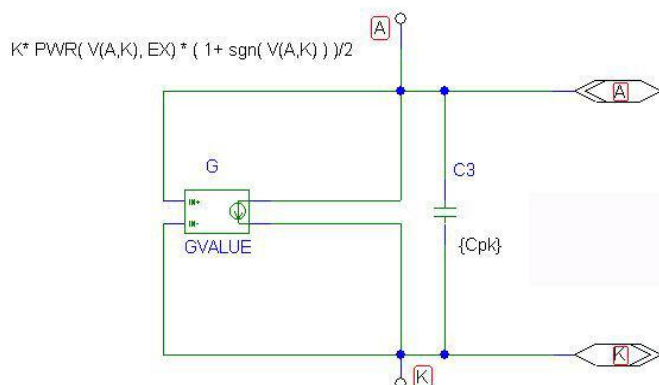 A
K* PWR( V(A,K), EX) * ( 1+ sgn( V(A,K) ) )/2
A
G
C3
IN+
IN-
GVALUE
{Cpk}
K
K